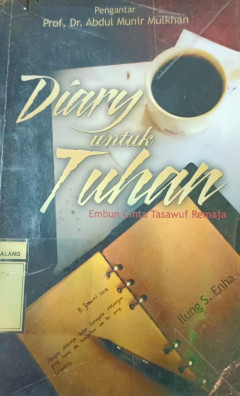 Pengantar
Prof, Dr. Abdul Munir Mulkhan
Diary
untuk
Tuhan
Embun Cinta Tasawuf Remaja
ALANG
Ilung S. Enha